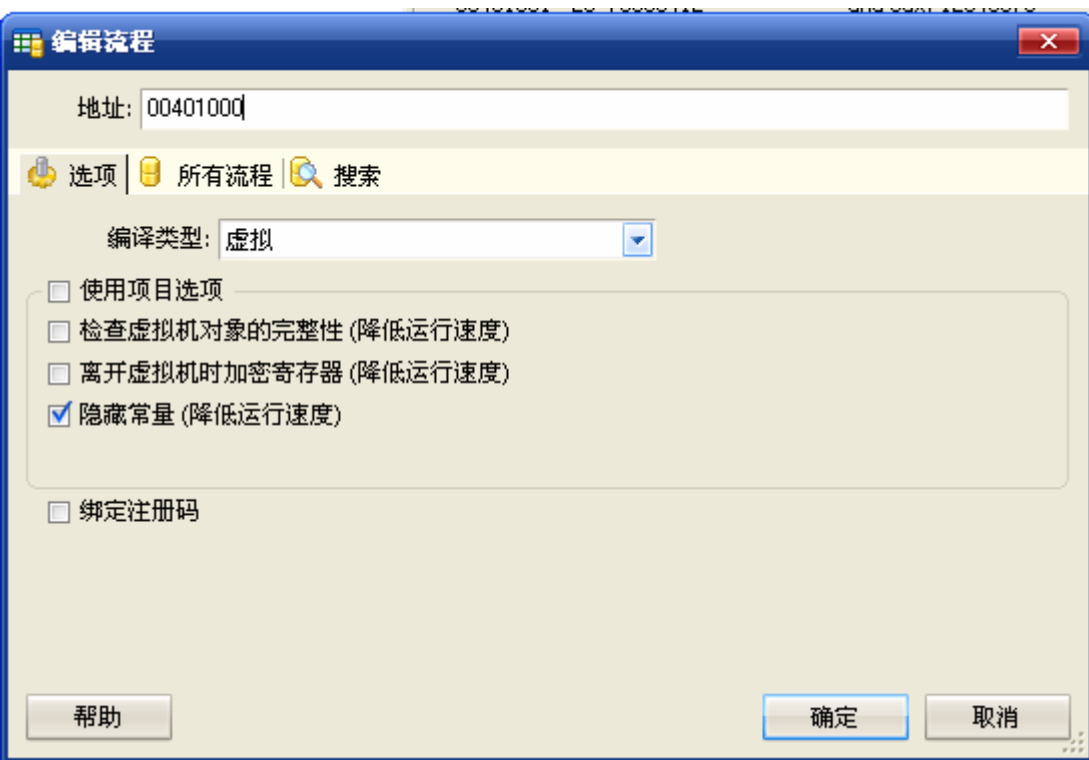 编辑流程
地址: 00401000
选项 所有流程 搜索
编译类型: 虚拟
使用项目选项
检查虚拟机对象的完整性 (降低运行速度)
离开虚拟机时加密寄存器 (降低运行速度)
隐藏常量 (降低运行速度)
绑定注册码
帮助 确定 取消